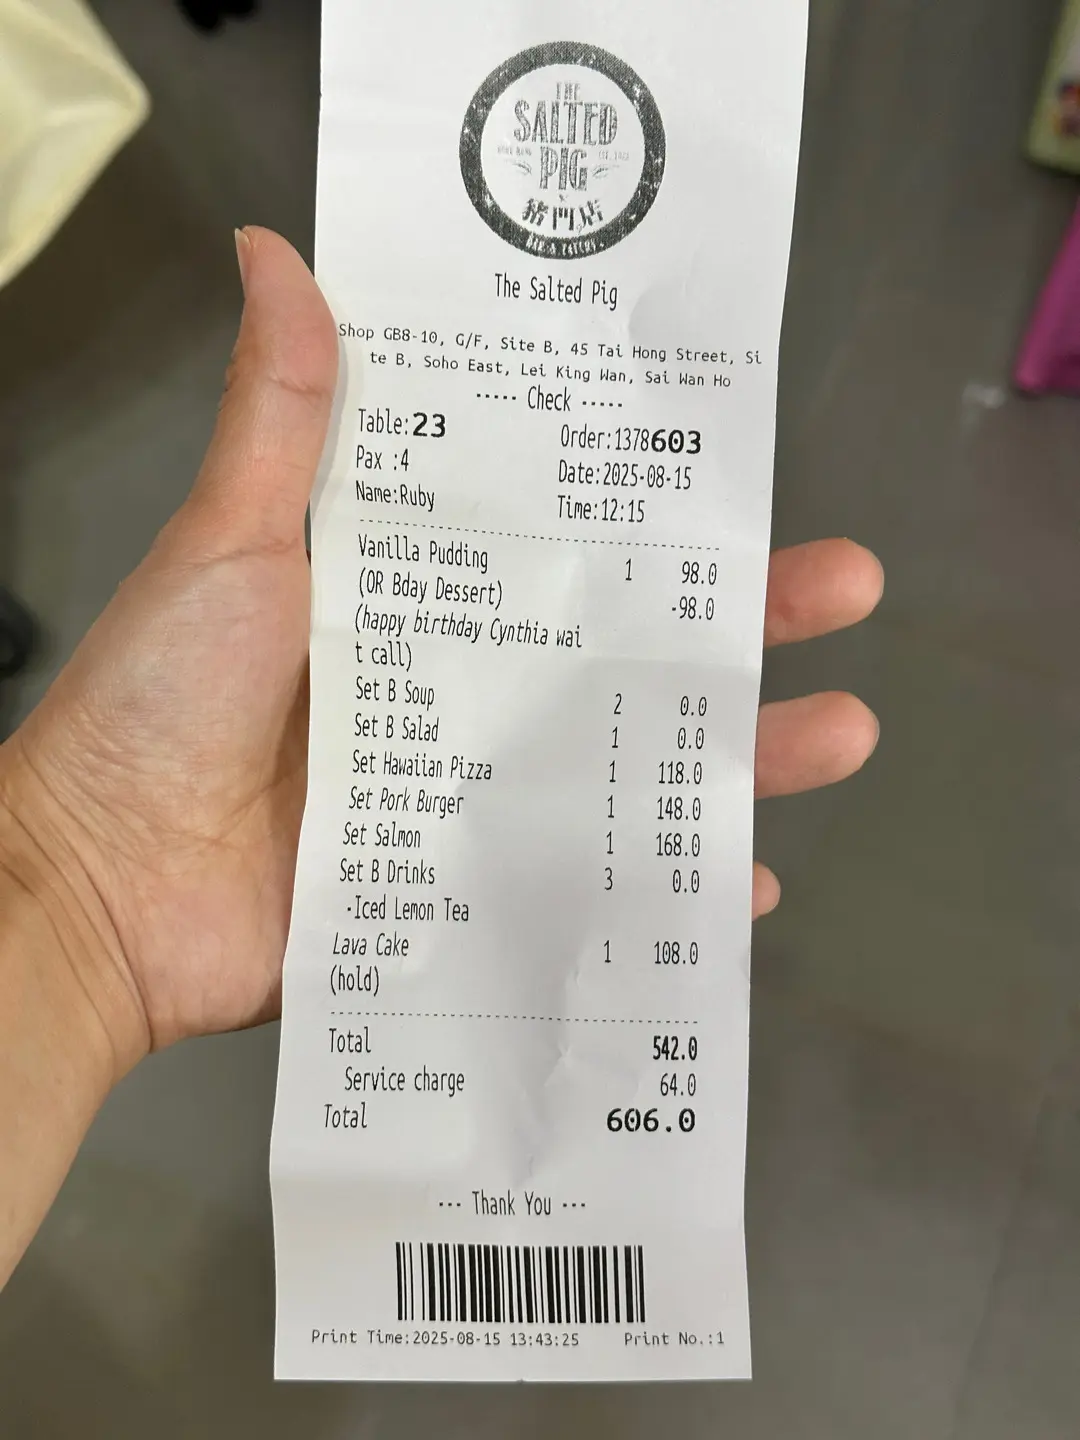 THE
SALTED
PIG
猪門店
BAR & EATERY
The Salted Pig
Shop GB8-10, G/F, Site B, 45 Tai Hong Street, Si
te B, Soho East, Lei King Wan, Sai Wan Ho
----- Check -----
Table:23 Order:1378603
Pax :4 Date:2025-08-15
Name:Ruby Time:12:15
Vanilla Pudding 1 98.0
(OR Bday Dessert) -98.0
(happy birthday Cynthia wai
t call)
Set B Soup 2 0.0
Set B Salad 1 0.0
Set Hawaiian Pizza 1 118.0
Set Pork Burger 1 148.0
Set Salmon 1 168.0
Set B Drinks 3 0.0
-Iced Lemon Tea
Lava Cake 1 108.0
(hold)
Total 542.0
Service charge 64.0
Total 606.0
--- Thank You ---
Print Time:2025-08-15 13:43:25 Print No.:1